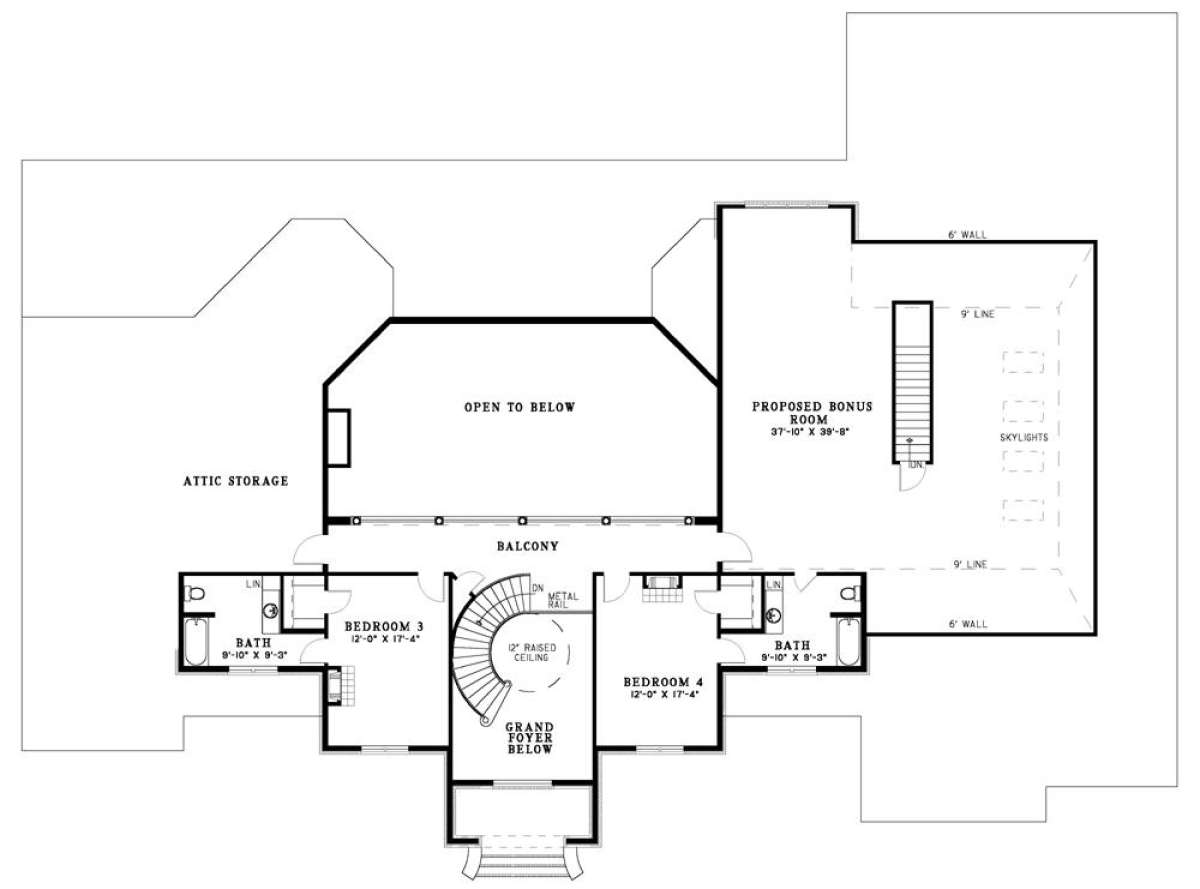 6' WALL
9' LINE
OPEN TO BELOW
PROPOSED BONUS
ROOM
37'-10" X 39'-8"
SKYLIGHTS
DN.
ATTIC STORAGE
BALCONY
9' LINE
LIN.
DN
METAL
RAIL
LIN.
BEDROOM 3
12'-0" X 17'-4"
6' WALL
BATH
9'-10" X 9'-3"
12" RAISED
CEILING
BATH
9'-10" X 9'-3"
BEDROOM 4
12'-0" X 17'-4"
GRAND
FOYER
BELOW